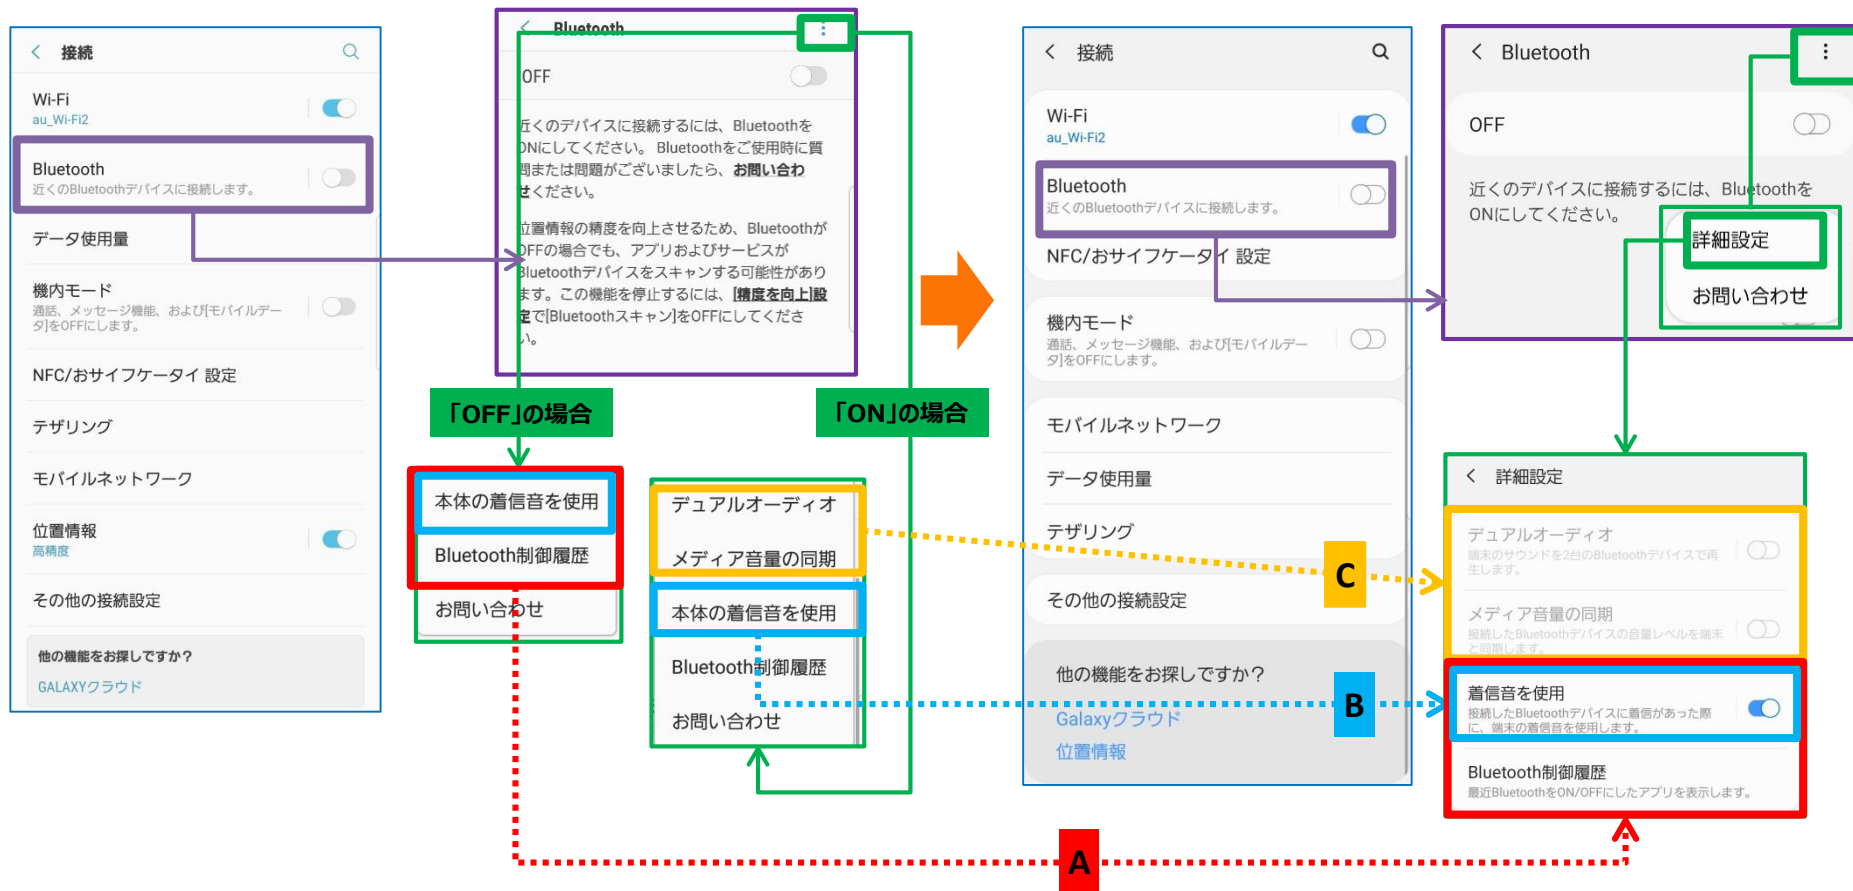 接続
Wi-Fi
au_Wi-Fi2
Bluetooth
近くのBluetoothデバイスに接続します。
データ使用量
機内モード
通話、メッセージ機能、および[モバイルデー
タ]をOFFにします。
NFC/おサイフケータイ 設定
テザリング
モバイルネットワーク
位置情報
高精度
その他の接続設定
他の機能をお探しですか？
GALAXYクラウド
Bluetooth
OFF
近くのデバイスに接続するには、Bluetoothを
ONにしてください。 Bluetoothをご使用時に質
問または問題がございましたら、お問い合わ
せください。
位置情報の精度を向上させるため、Bluetoothが
OFFの場合でも、アプリおよびサービスが
Bluetoothデバイスをスキャンする可能性があり
ます。この機能を停止するには、[精度を向上]設
定で[Bluetoothスキャン]をOFFにしてくださ
い。
「OFF」の場合
「ON」の場合
本体の着信音を使用
Bluetooth制御履歴
お問い合わせ
デュアルオーディオ
メディア音量の同期
本体の着信音を使用
Bluetooth制御履歴
お問い合わせ
接続
Wi-Fi
au_Wi-Fi2
Bluetooth
近くのBluetoothデバイスに接続します。
NFC/おサイフケータイ 設定
機内モード
通話、メッセージ機能、および[モバイルデー
タ]をOFFにします。
モバイルネットワーク
データ使用量
テザリング
その他の接続設定
他の機能をお探しですか？
Galaxyクラウド
位置情報
Bluetooth
OFF
近くのデバイスに接続するには、Bluetoothを
ONにしてください。
詳細設定
お問い合わせ
詳細設定
デュアルオーディオ
端末のサウンドを2台のBluetoothデバイスで再
生します。
メディア音量の同期
接続したBluetoothデバイスの音量レベルを端末
と同期します。
着信音を使用
接続したBluetoothデバイスに着信があった際
に、端末の着信音を使用します。
Bluetooth制御履歴
最近BluetoothをON/OFFにしたアプリを表示します。
C
B
A